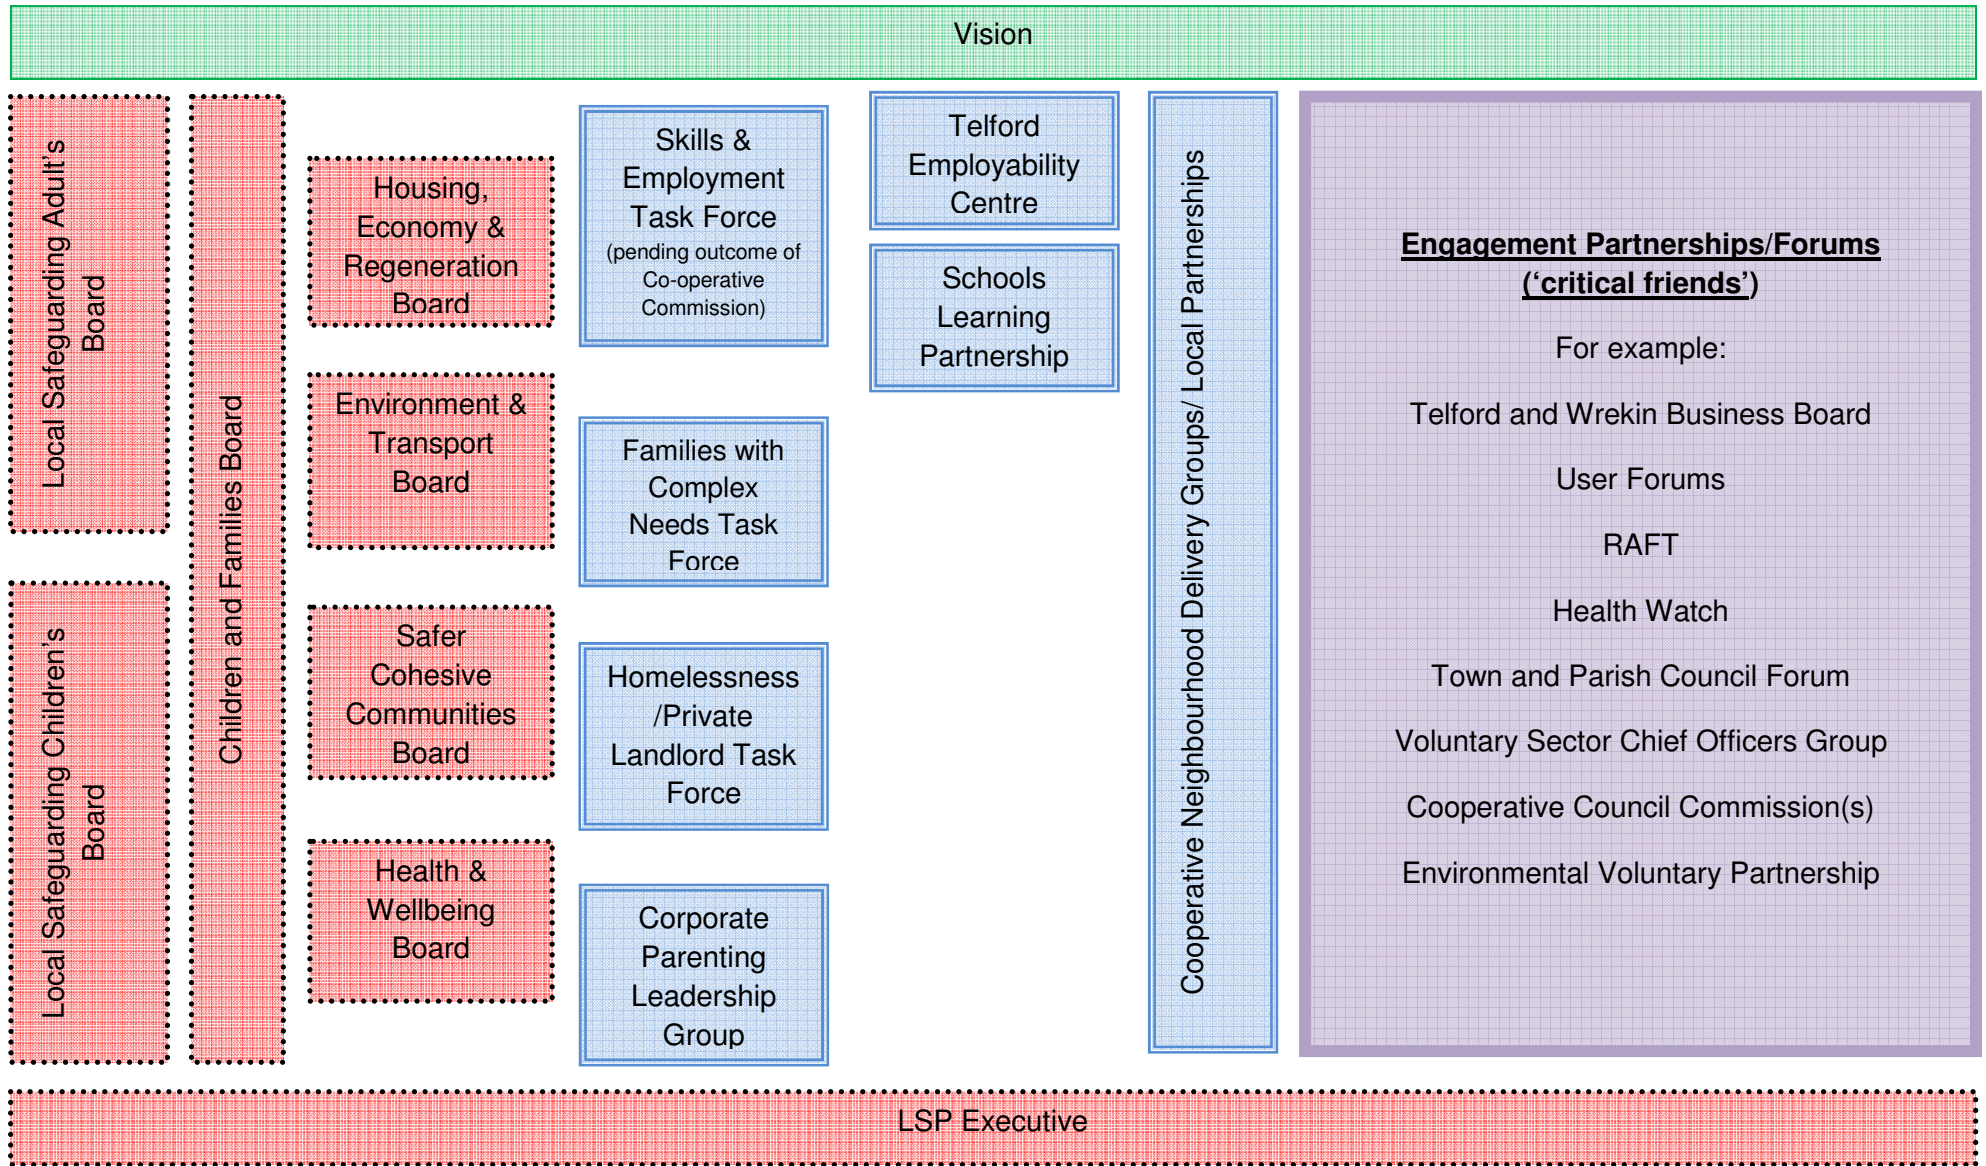 Vision
Local Safeguarding Adult's
Board
Local Safeguarding Children's
Board
Children and Families Board
Housing,
Economy &
Regeneration
Board
Environment &
Transport
Board
Safer
Cohesive
Communities
Board
Health &
Wellbeing
Board
Skills &
Employment
Task Force
(pending outcome of
Co-operative
Commission)
Families with
Complex
Needs Task
Force
Homelessness
/Private
Landlord Task
Force
Corporate
Parenting
Leadership
Group
Telford
Employability
Centre
Schools
Learning
Partnership
Cooperative Neighbourhood Delivery Groups/ Local Partnerships
Engagement Partnerships/Forums
(‘critical friends’)
For example:
Telford and Wrekin Business Board
User Forums
RAFT
Health Watch
Town and Parish Council Forum
Voluntary Sector Chief Officers Group
Cooperative Council Commission(s)
Environmental Voluntary Partnership
LSP Executive